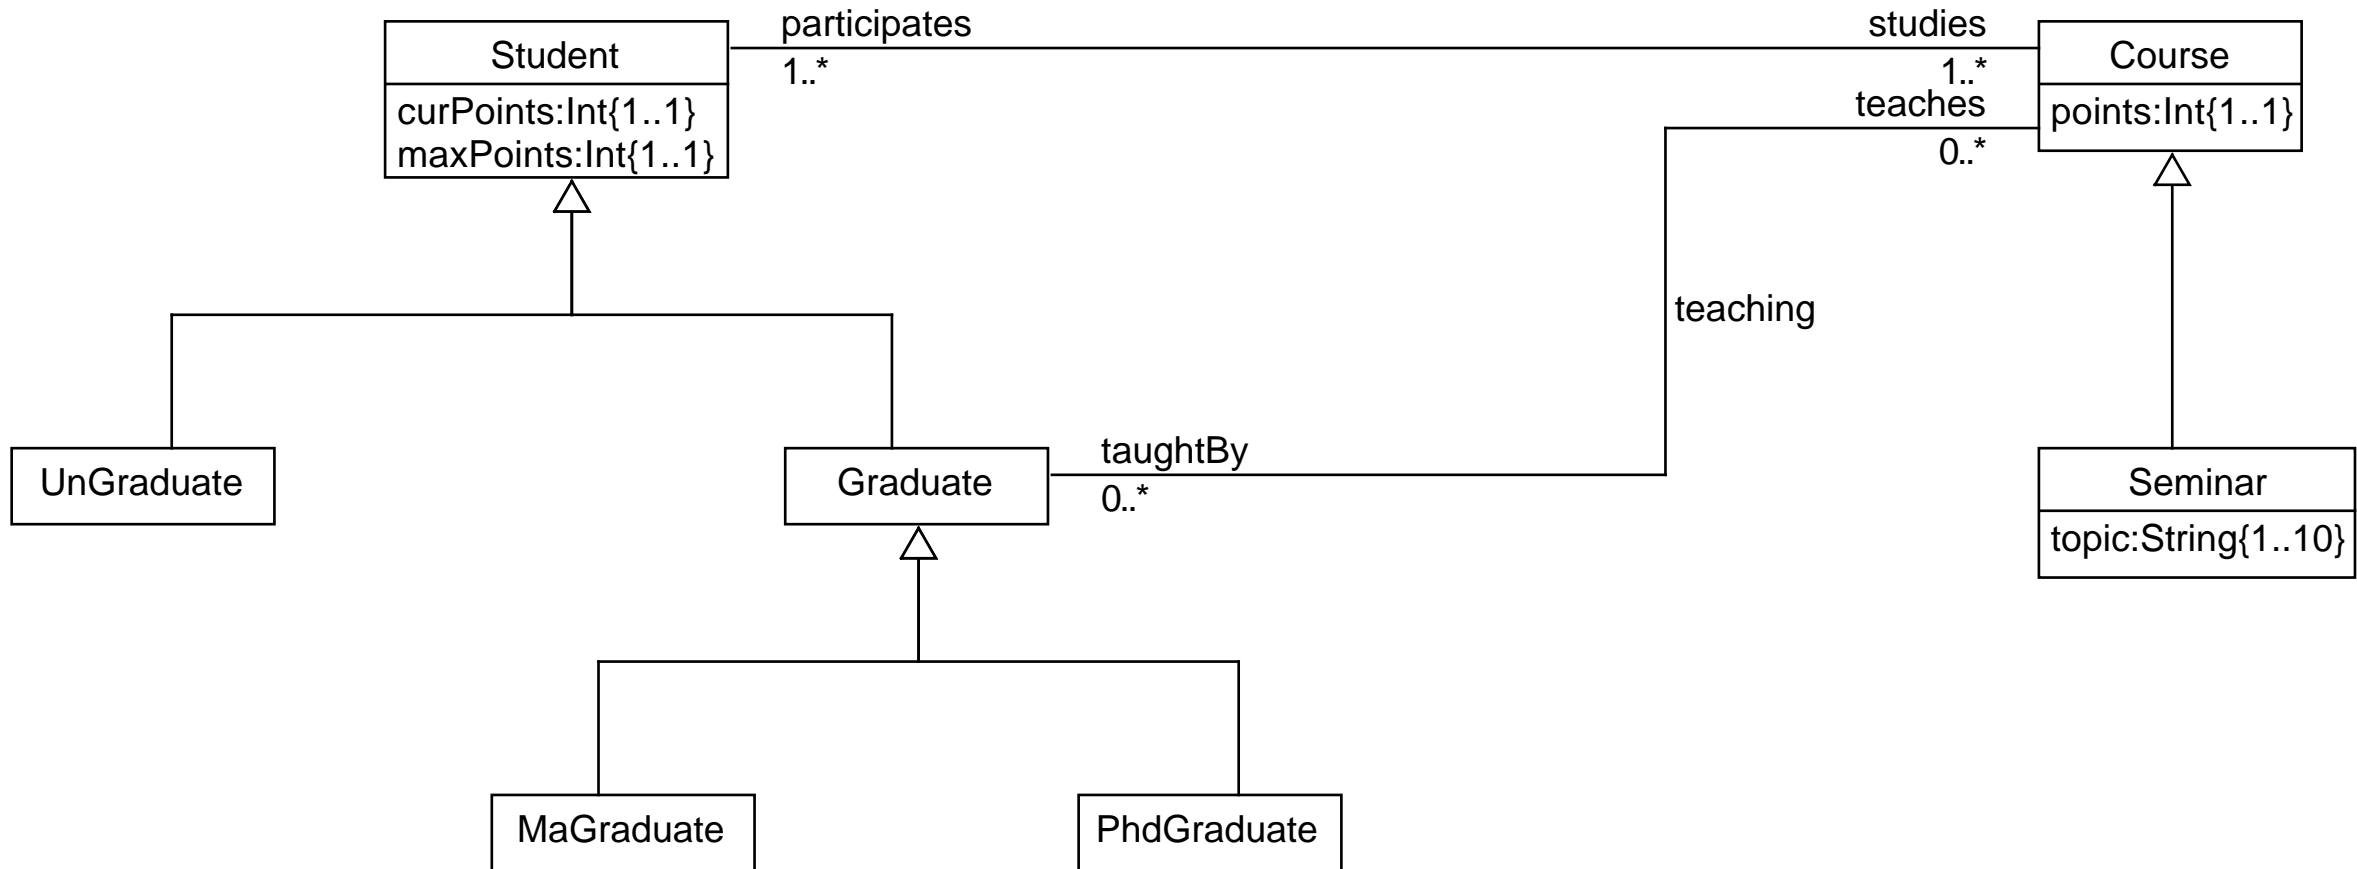 participates
studies
Student
1..*
1..*
Course
curPoints:Int{1..1}
maxPoints:Int{1..1}
teaches
0..*
points:Int{1..1}
teaching
UnGraduate
Graduate
taughtBy
0..*
Seminar
topic:String{1..10}
MaGraduate
PhdGraduate